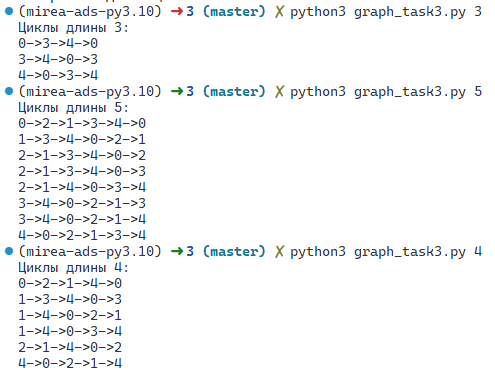 (mirea-ads-py3.10) ➜ 3 (master) ✗ python3 graph_task3.py 3
Циклы длины 3:
0->3->4->0
3->4->0->3
4->0->3->4
(mirea-ads-py3.10) ➜ 3 (master) ✗ python3 graph_task3.py 5
Циклы длины 5:
0->2->1->3->4->0
1->3->4->0->2->1
2->1->3->4->0->2
2->1->3->4->0->3
2->1->4->0->3->4
3->4->0->2->1->3
3->4->0->2->1->4
4->0->2->1->3->4
(mirea-ads-py3.10) ➜ 3 (master) ✗ python3 graph_task3.py 4
Циклы длины 4:
0->2->1->4->0
1->3->4->0->3
1->4->0->2->1
1->4->0->3->4
2->1->4->0->2
4->0->2->1->4